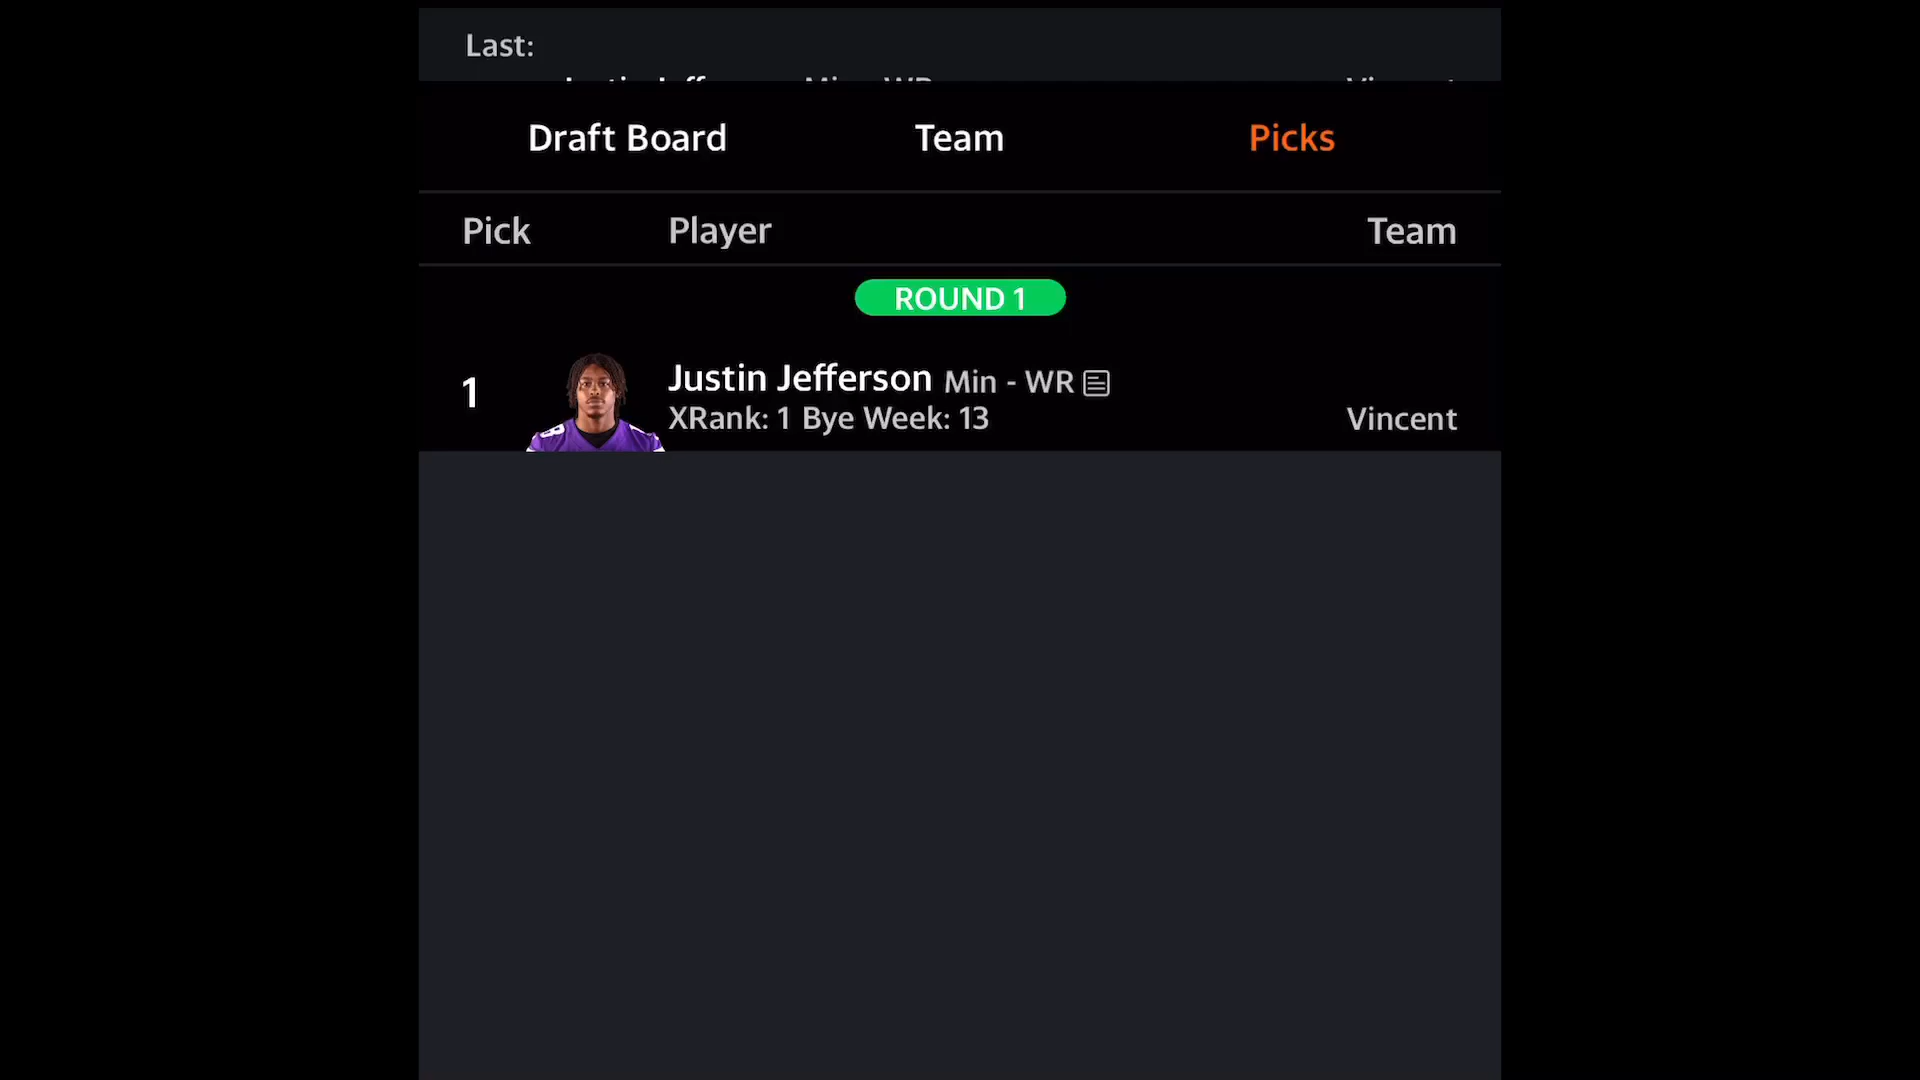 Last:
Draft Board Team Picks
Pick Player Team
ROUND 1
1 Justin Jefferson Min - WR
XRank: 1 Bye Week: 13 Vincent